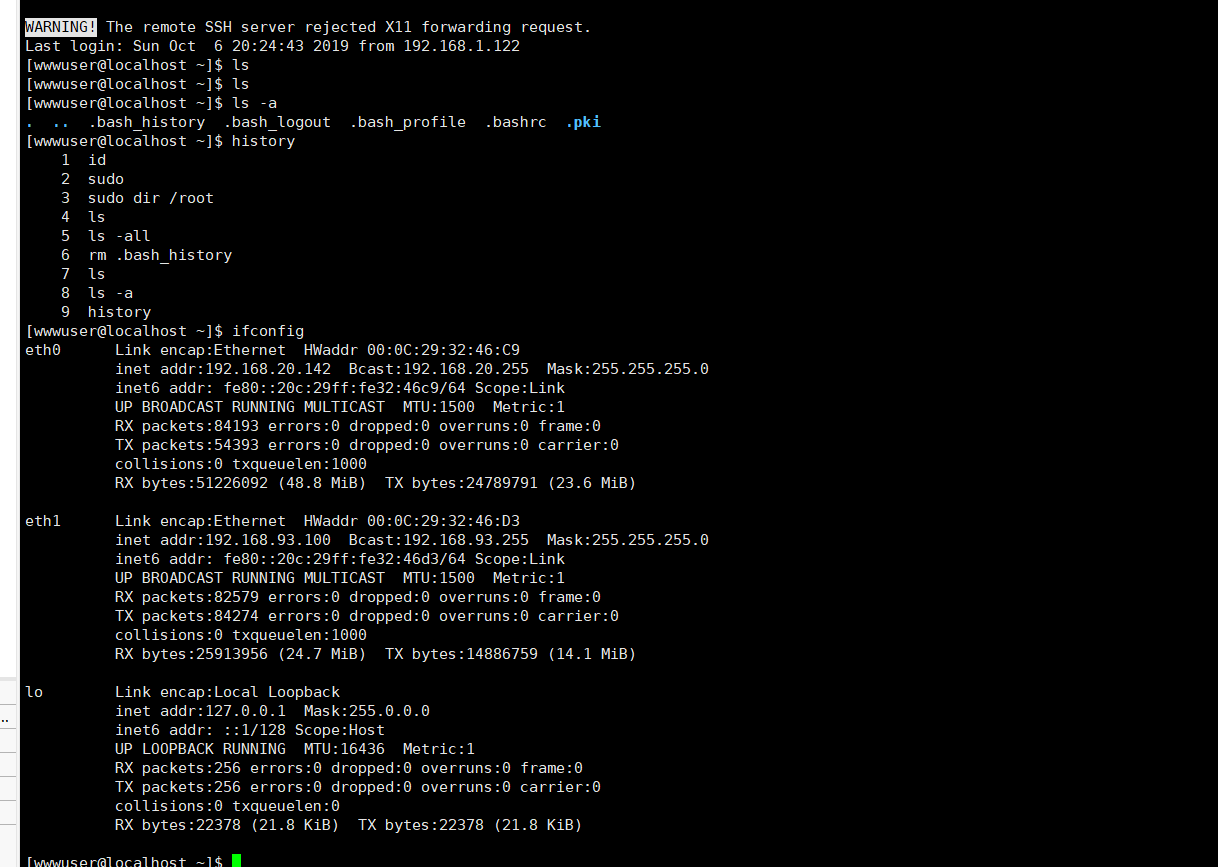 WARNING! The remote SSH server rejected X11 forwarding request.
Last login: Sun Oct  6 20:24:43 2019 from 192.168.1.122
[wwwuser@localhost ~]$ ls
[wwwuser@localhost ~]$ ls
[wwwuser@localhost ~]$ ls -a
.  ..  .bash_history  .bash_logout  .bash_profile  .bashrc  .pki
[wwwuser@localhost ~]$ history
    1  id
    2  sudo
    3  sudo dir /root
    4  ls
    5  ls -all
    6  rm .bash_history
    7  ls
    8  ls -a
    9  history
[wwwuser@localhost ~]$ ifconfig
eth0      Link encap:Ethernet  HWaddr 00:0C:29:32:46:C9
          inet addr:192.168.20.142  Bcast:192.168.20.255  Mask:255.255.255.0
          inet6 addr: fe80::20c:29ff:fe32:46c9/64 Scope:Link
          UP BROADCAST RUNNING MULTICAST  MTU:1500  Metric:1
          RX packets:84193 errors:0 dropped:0 overruns:0 frame:0
          TX packets:54393 errors:0 dropped:0 overruns:0 carrier:0
          collisions:0 txqueuelen:1000
          RX bytes:51226092 (48.8 MiB)  TX bytes:24789791 (23.6 MiB)

eth1      Link encap:Ethernet  HWaddr 00:0C:29:32:46:D3
          inet addr:192.168.93.100  Bcast:192.168.93.255  Mask:255.255.255.0
          inet6 addr: fe80::20c:29ff:fe32:46d3/64 Scope:Link
          UP BROADCAST RUNNING MULTICAST  MTU:1500  Metric:1
          RX packets:82579 errors:0 dropped:0 overruns:0 frame:0
          TX packets:84274 errors:0 dropped:0 overruns:0 carrier:0
          collisions:0 txqueuelen:1000
          RX bytes:25913956 (24.7 MiB)  TX bytes:14886759 (14.1 MiB)

lo        Link encap:Local Loopback
          inet addr:127.0.0.1  Mask:255.0.0.0
          inet6 addr: ::1/128 Scope:Host
          UP LOOPBACK RUNNING  MTU:16436  Metric:1
          RX packets:256 errors:0 dropped:0 overruns:0 frame:0
          TX packets:256 errors:0 dropped:0 overruns:0 carrier:0
          collisions:0 txqueuelen:0
          RX bytes:22378 (21.8 KiB)  TX bytes:22378 (21.8 KiB)

[wwwuser@localhost ~]$